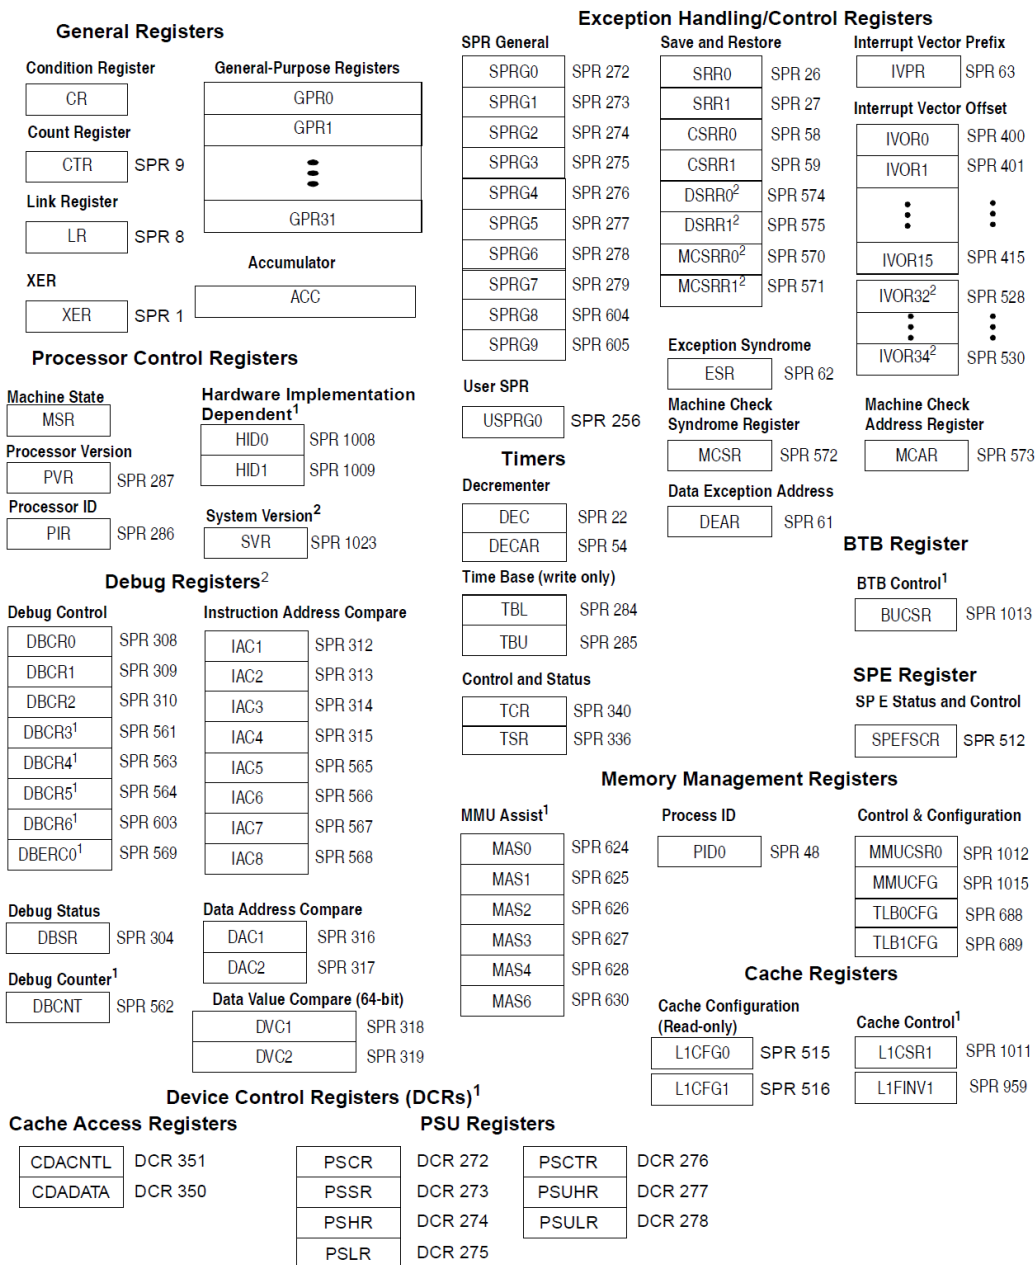 General Registers
Condition Register
CR
Count Register
CTR SPR 9
Link Register
LR SPR 8
XER
XER SPR 1
General-Purpose Registers
GPR0
GPR1
GPR31
Accumulator
ACC
Processor Control Registers
Machine State
MSR
Processor Version
PVR SPR 287
Processor ID
PIR SPR 286
Hardware Implementation
Dependent1
HID0 SPR 1008
HID1 SPR 1009
System Version2
SVR SPR 1023
Debug Registers2
Debug Control
DBCR0 SPR 308
DBCR1 SPR 309
DBCR2 SPR 310
DBCR31 SPR 561
DBCR41 SPR 563
DBCR51 SPR 564
DBCR61 SPR 603
DBERC01 SPR 569
Debug Status
DBSR SPR 304
Debug Counter1
DBCNT SPR 562
Instruction Address Compare
IAC1 SPR 312
IAC2 SPR 313
IAC3 SPR 314
IAC4 SPR 315
IAC5 SPR 565
IAC6 SPR 566
IAC7 SPR 567
IAC8 SPR 568
Data Address Compare
DAC1 SPR 316
DAC2 SPR 317
Data Value Compare (64-bit)
DVC1 SPR 318
DVC2 SPR 319
Exception Handling/Control Registers
SPR General
SPRG0 SPR 272
SPRG1 SPR 273
SPRG2 SPR 274
SPRG3 SPR 275
SPRG4 SPR 276
SPRG5 SPR 277
SPRG6 SPR 278
SPRG7 SPR 279
SPRG8 SPR 604
SPRG9 SPR 605
User SPR
USPRG0 SPR 256
Save and Restore
SRR0 SPR 26
SRR1 SPR 27
CSRR0 SPR 58
CSRR1 SPR 59
DSRR02 SPR 574
DSRR12 SPR 575
MCSRR02 SPR 570
MCSRR12 SPR 571
Exception Syndrome
ESR SPR 62
Machine Check
Syndrome Register
MCSR SPR 572
Data Exception Address
DEAR SPR 61
Interrupt Vector Prefix
IVPR SPR 63
Interrupt Vector Offset
IVOR0 SPR 400
IVOR1 SPR 401
IVOR15 SPR 415
IVOR322 SPR 528
IVOR342 SPR 530
Machine Check
Address Register
MCAR SPR 573
Timers
Decrementer
DEC SPR 22
DECAR SPR 54
Time Base (write only)
TBL SPR 284
TBU SPR 285
Control and Status
TCR SPR 340
TSR SPR 336
BTB Register
BTB Control1
BUCSR SPR 1013
SPE Register
SP E Status and Control
SPEFSCR SPR 512
Memory Management Registers
MMU Assist1
MAS0 SPR 624
MAS1 SPR 625
MAS2 SPR 626
MAS3 SPR 627
MAS4 SPR 628
MAS6 SPR 630
Process ID
PID0 SPR 48
Control & Configuration
MMUCSR0 SPR 1012
MMUCFG SPR 1015
TLB0CFG SPR 688
TLB1CFG SPR 689
Cache Registers
Cache Configuration
(Read-only)
L1CFG0 SPR 515
L1CFG1 SPR 516
Cache Control1
L1CSR1 SPR 1011
L1FINV1 SPR 959
Device Control Registers (DCRs)1
Cache Access Registers
CDACNTL DCR 351
CDADATA DCR 350
PSU Registers
PSCR DCR 272
PSSR DCR 273
PSHR DCR 274
PSLR DCR 275
PSCTR DCR 276
PSUHR DCR 277
PSULR DCR 278